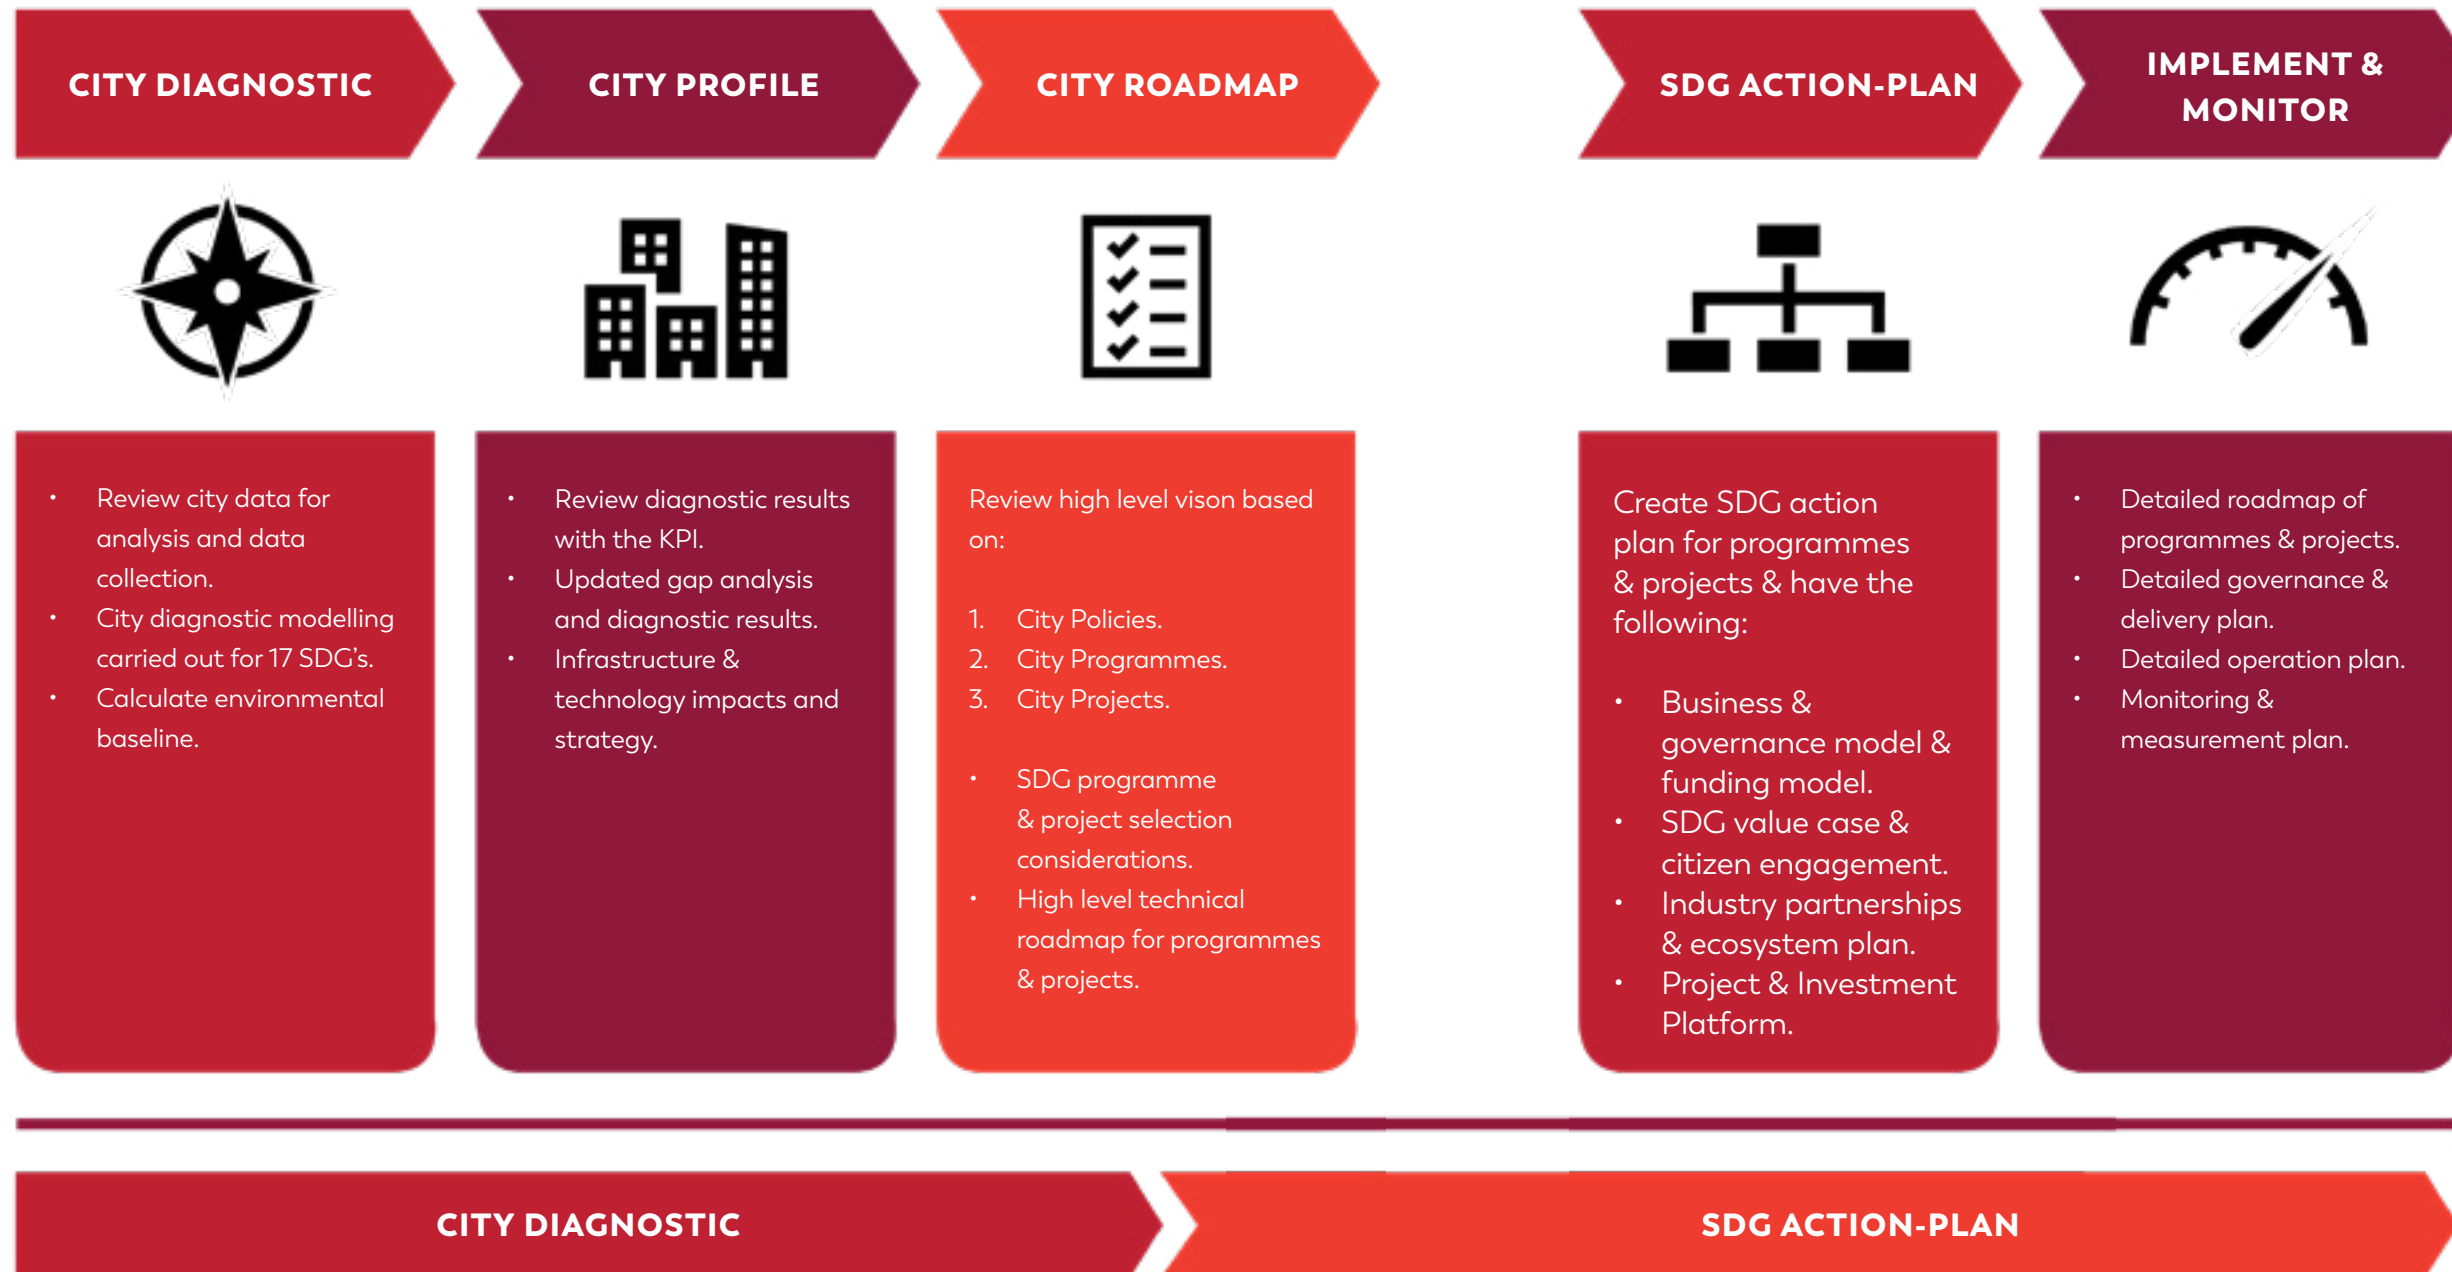 CITY DIAGNOSTIC
CITY PROFILE
CITY ROADMAP
SDG ACTION-PLAN
IMPLEMENT &
MONITOR
• Review city data for
analysis and data
collection.
• City diagnostic modelling
carried out for 17 SDG's.
• Calculate environmental
baseline.
• Review diagnostic results
with the KPI.
• Updated gap analysis
and diagnostic results.
• Infrastructure &
technology impacts and
strategy.
Review high level vison based
on:
1. City Policies.
2. City Programmes.
3. City Projects.
• SDG programme
& project selection
considerations.
• High level technical
roadmap for programmes
& projects.
Create SDG action
plan for programmes
& projects & have the
following:
• Business &
governance model &
funding model.
• SDG value case &
citizen engagement.
• Industry partnerships
& ecosystem plan.
• Project & Investment
Platform.
• Detailed roadmap of
programmes & projects.
• Detailed governance &
delivery plan.
• Detailed operation plan.
• Monitoring &
measurement plan.
CITY DIAGNOSTIC
SDG ACTION-PLAN